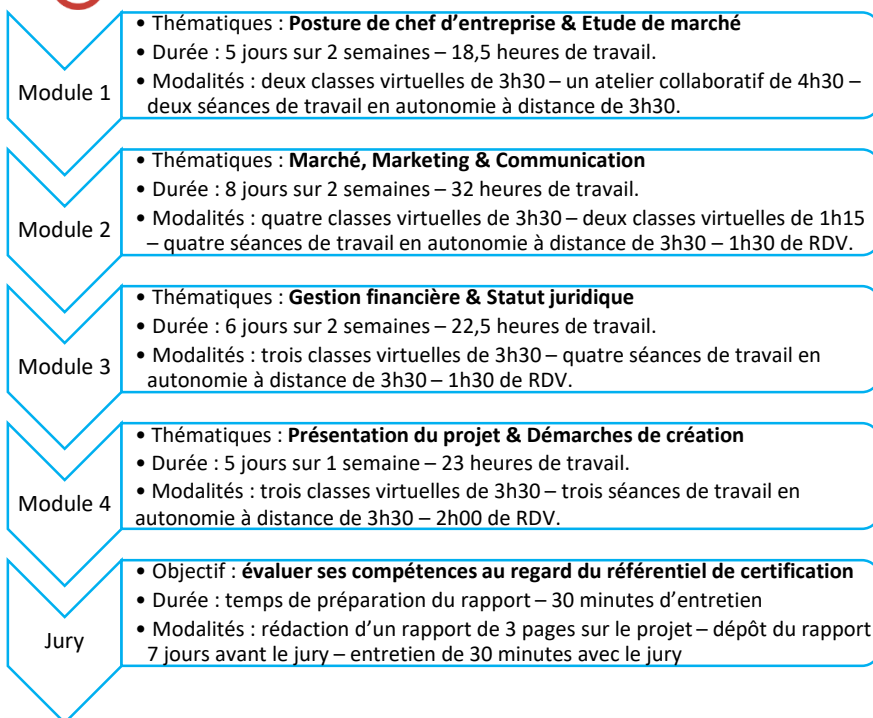 • Thématiques : Posture de chef d’entreprise & Etude de marché
• Durée : 5 jours sur 2 semaines – 18,5 heures de travail.
Module 1
• Modalités : deux classes virtuelles de 3h30 – un atelier collaboratif de 4h30 –
deux séances de travail en autonomie à distance de 3h30.
• Thématiques : Marché, Marketing & Communication
• Durée : 8 jours sur 2 semaines – 32 heures de travail.
Module 2
• Modalités : quatre classes virtuelles de 3h30 – deux classes virtuelles de 1h15
– quatre séances de travail en autonomie à distance de 3h30 – 1h30 de RDV.
• Thématiques : Gestion financière & Statut juridique
• Durée : 6 jours sur 2 semaines – 22,5 heures de travail.
Module 3
• Modalités : trois classes virtuelles de 3h30 – quatre séances de travail en
autonomie à distance de 3h30 – 1h30 de RDV.
• Thématiques : Présentation du projet & Démarches de création
• Durée : 5 jours sur 1 semaine – 23 heures de travail.
Module 4
• Modalités : trois classes virtuelles de 3h30 – trois séances de travail en
autonomie à distance de 3h30 – 2h00 de RDV.
• Objectif : évaluer ses compétences au regard du référentiel de certification
• Durée : temps de préparation du rapport – 30 minutes d’entretien
Jury
• Modalités : rédaction d’un rapport de 3 pages sur le projet – dépôt du rapport
7 jours avant le jury – entretien de 30 minutes avec le jury